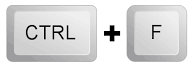 CTRL + F